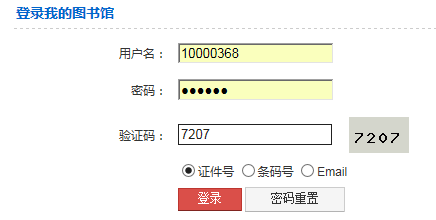 登录我的图书馆
用户名： 10000368
密码： ●●●●●●
验证码： 7207 7207
证件号 条码号 Email
登录 密码重置